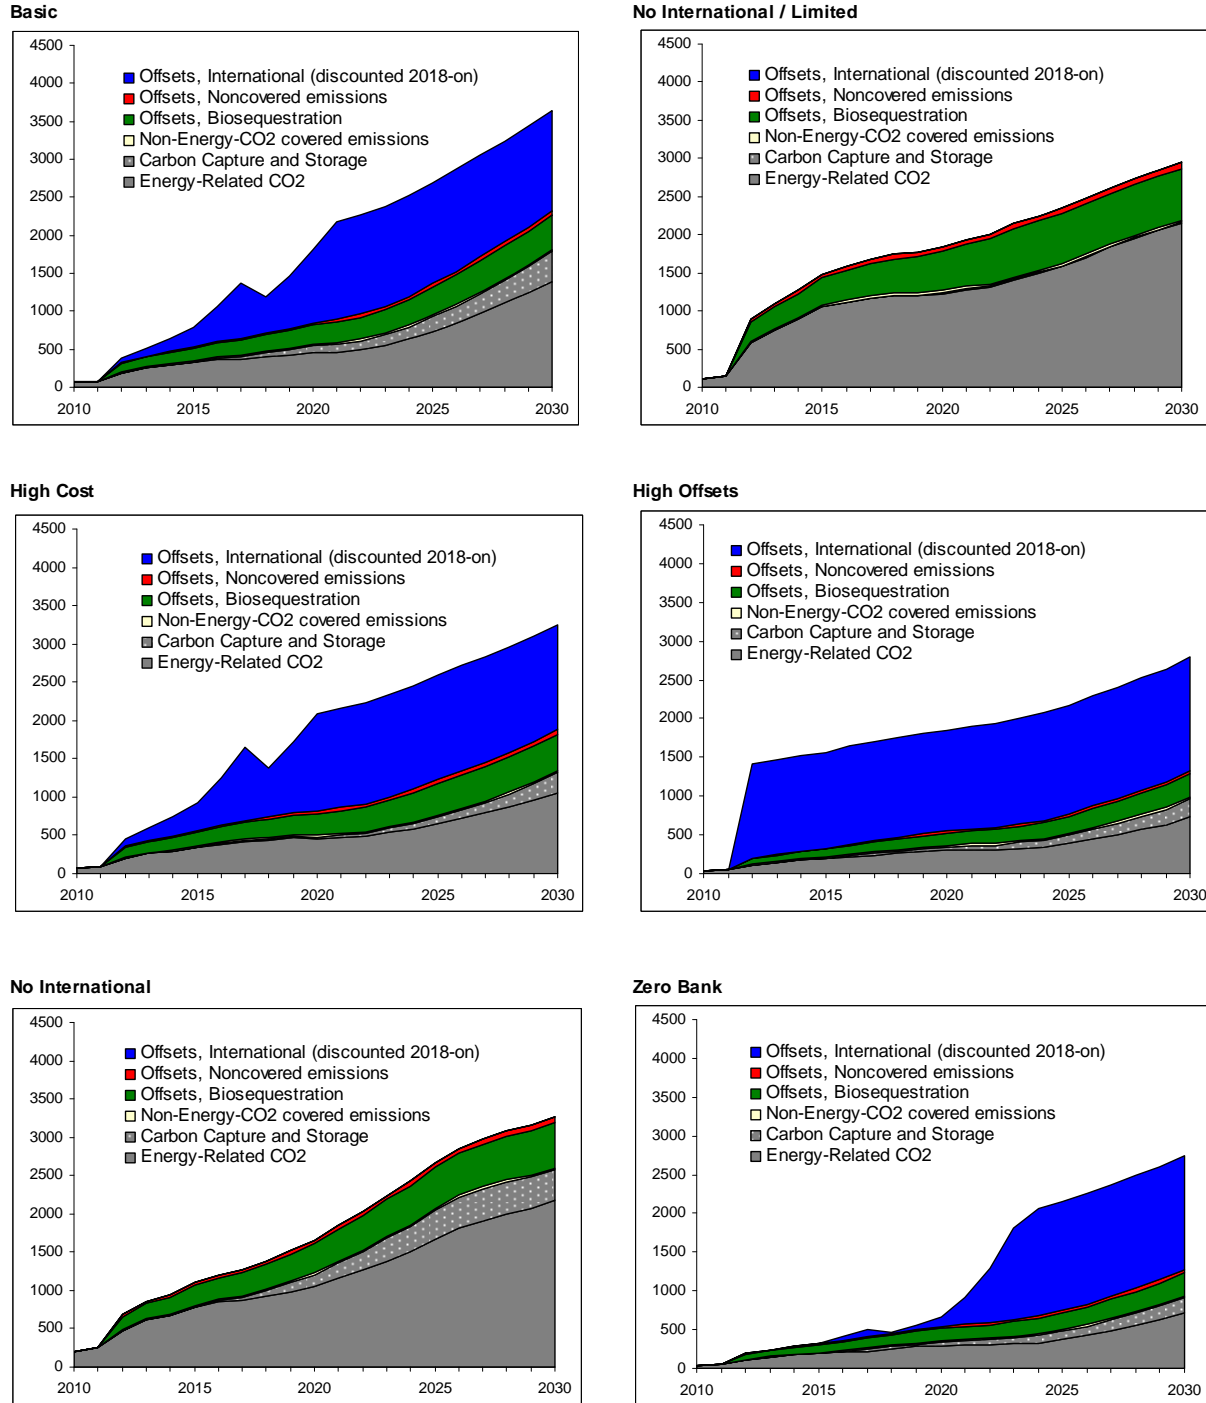 Basic
4500
4000
3500
3000
2500
2000
1500
1000
500
0
Offsets, International (discounted 2018-on)
Offsets, Noncovered emissions
Offsets, Biosequestration
Non-Energy-CO2 covered emissions
Carbon Capture and Storage
Energy-Related CO2
2010 2015 2020 2025 2030
No International / Limited
4500
4000
3500
3000
2500
2000
1500
1000
500
0
Offsets, International (discounted 2018-on)
Offsets, Noncovered emissions
Offsets, Biosequestration
Non-Energy-CO2 covered emissions
Carbon Capture and Storage
Energy-Related CO2
2010 2015 2020 2025 2030
High Cost
4500
4000
3500
3000
2500
2000
1500
1000
500
0
Offsets, International (discounted 2018-on)
Offsets, Noncovered emissions
Offsets, Biosequestration
Non-Energy-CO2 covered emissions
Carbon Capture and Storage
Energy-Related CO2
2010 2015 2020 2025 2030
High Offsets
4500
4000
3500
3000
2500
2000
1500
1000
500
0
Offsets, International (discounted 2018-on)
Offsets, Noncovered emissions
Offsets, Biosequestration
Non-Energy-CO2 covered emissions
Carbon Capture and Storage
Energy-Related CO2
2010 2015 2020 2025 2030
No International
4500
4000
3500
3000
2500
2000
1500
1000
500
0
Offsets, International (discounted 2018-on)
Offsets, Noncovered emissions
Offsets, Biosequestration
Non-Energy-CO2 covered emissions
Carbon Capture and Storage
Energy-Related CO2
2010 2015 2020 2025 2030
Zero Bank
4500
4000
3500
3000
2500
2000
1500
1000
500
0
Offsets, International (discounted 2018-on)
Offsets, Noncovered emissions
Offsets, Biosequestration
Non-Energy-CO2 covered emissions
Carbon Capture and Storage
Energy-Related CO2
2010 2015 2020 2025 2030